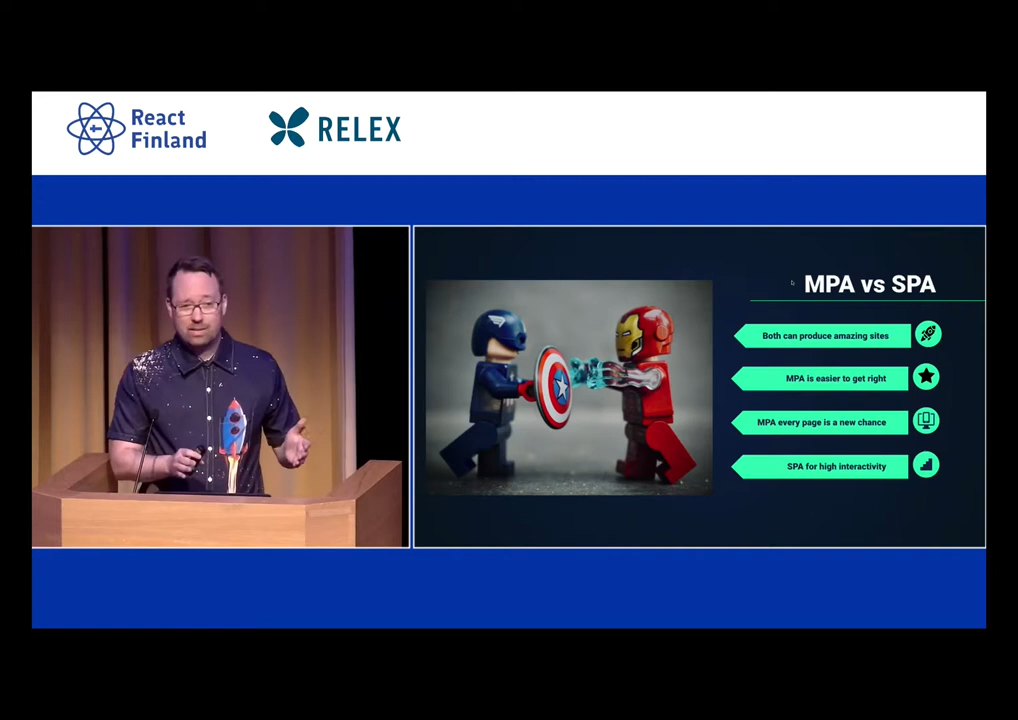 React
Finland
RELEX
MPA vs SPA
Both can produce amazing sites
MPA is easier to get right
MPA every page is a new chance
SPA for high interactivity